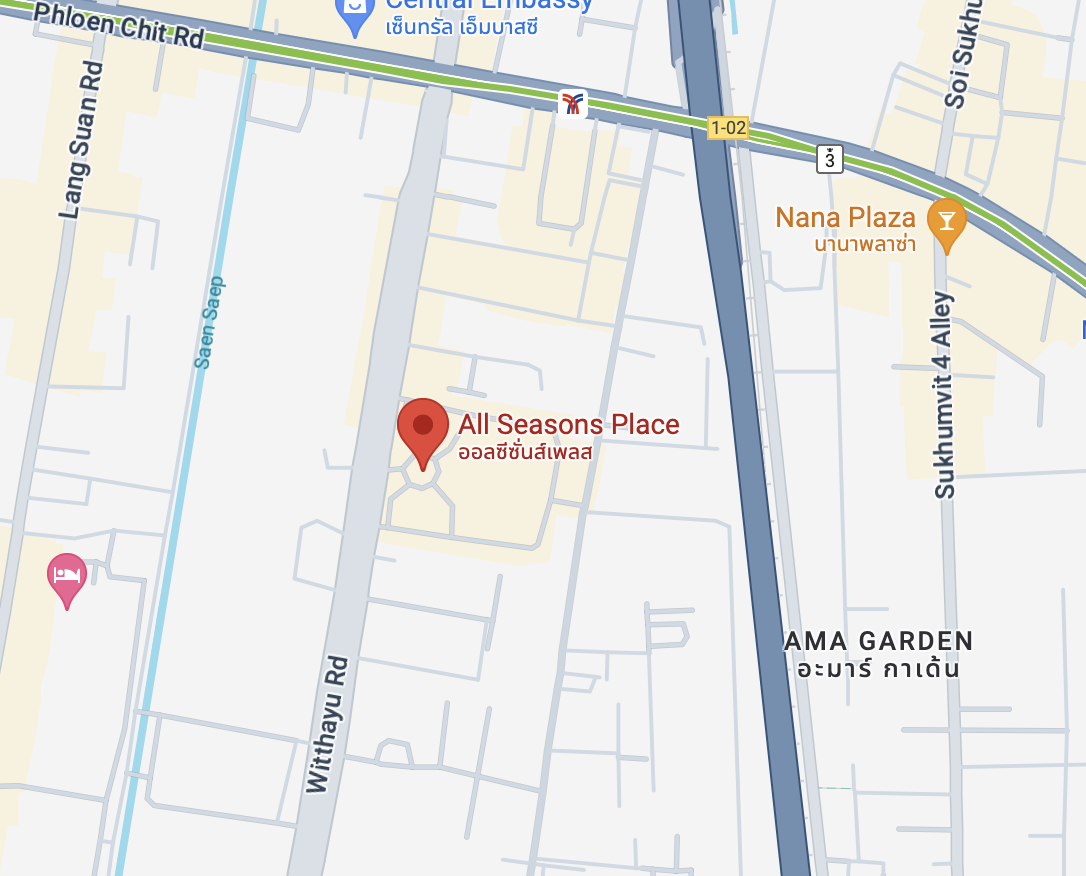 Central Embassy
เซ็นทรัล เอ็มบาสซี
Phloen Chit Rd
Lang Suan Rd
Soi Sukhu
1-02
3
Nana Plaza
นานาพลาซ่า
Saen Saep
Sukhumvit 4 Alley
All Seasons Place
ออลซีซั่นส์เพลส
AMA GARDEN
อะมาร์ กาเด้น
Witthayu Rd